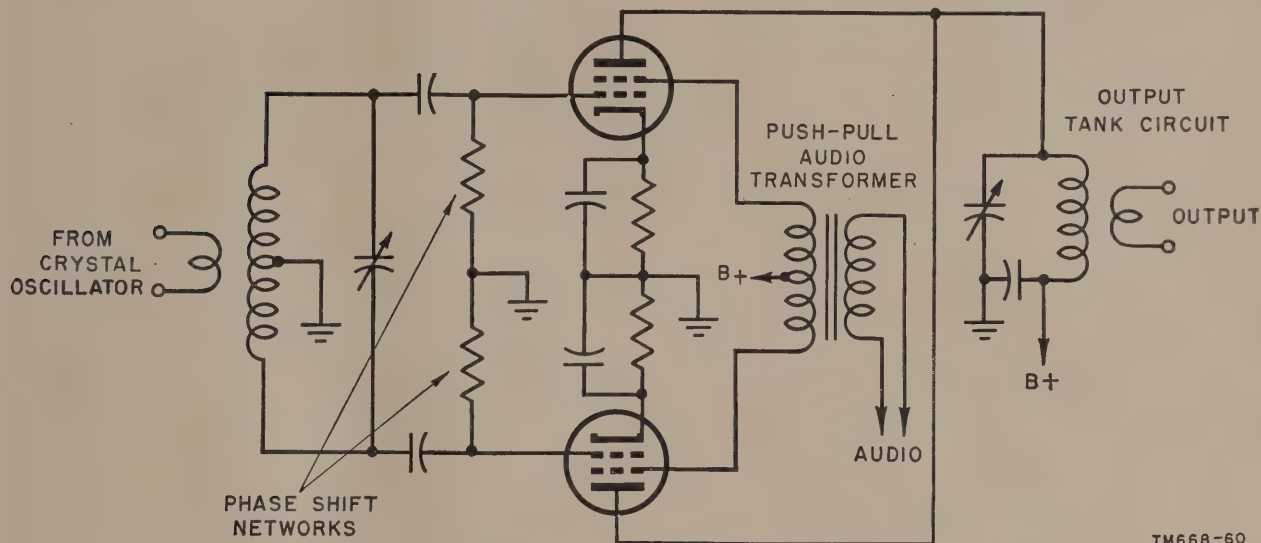 FROM
CRYSTAL
OSCILLATOR
PHASE SHIFT
NETWORKS
PUSH-PULL
AUDIO
TRANSFORMER
B+
AUDIO
OUTPUT
TANK CIRCUIT
OUTPUT
B+
TM668-60